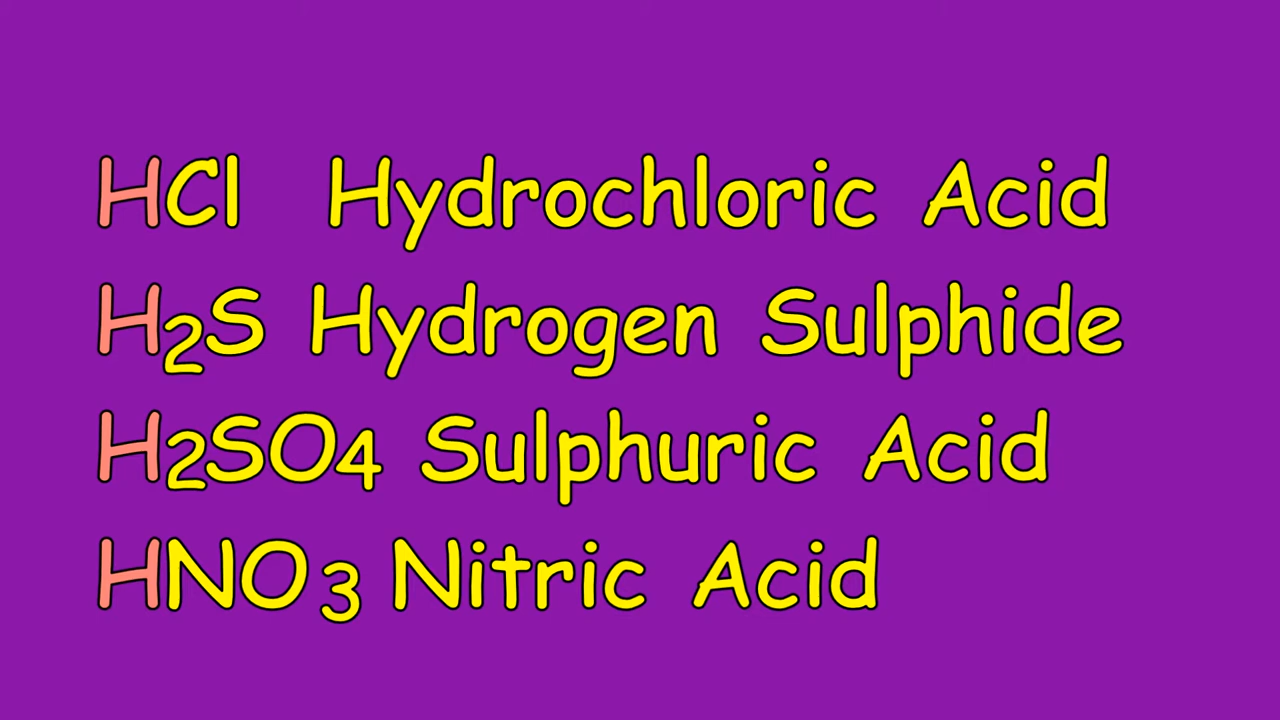 HCl Hydrochloric Acid
H₂S Hydrogen Sulphide
H₂SO₄ Sulphuric Acid
HNO₃ Nitric Acid